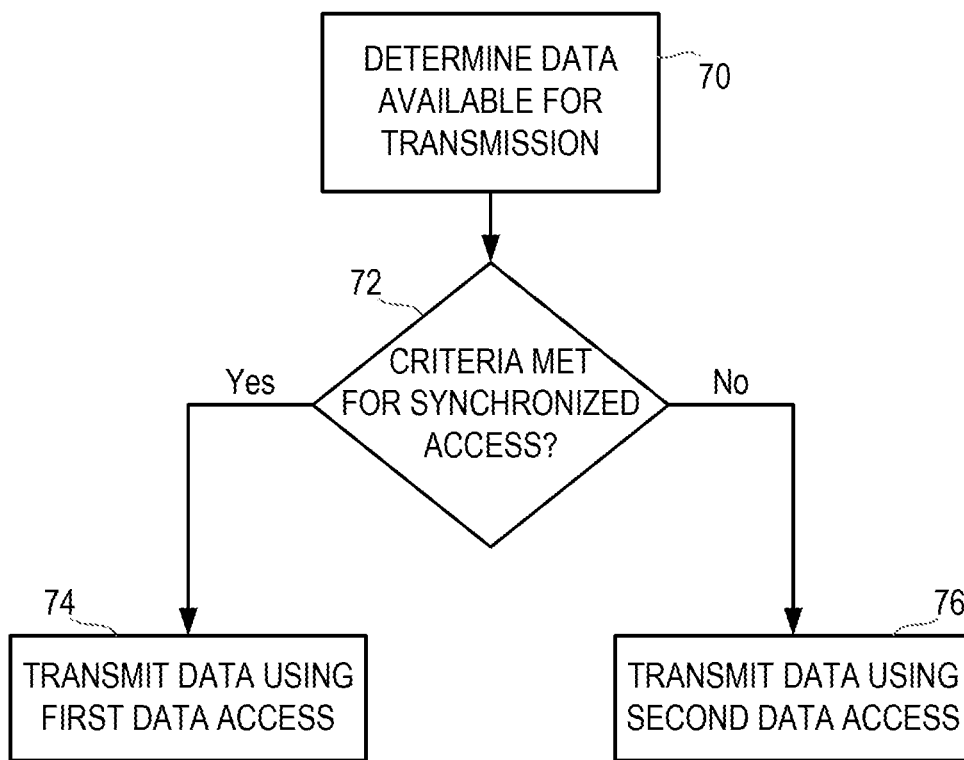 DETERMINE DATA
AVAILABLE FOR
TRANSMISSION
70
72
CRITERIA MET
FOR SYNCHRONIZED
ACCESS?
Yes
No
74
TRANSMIT DATA USING
FIRST DATA ACCESS
76
TRANSMIT DATA USING
SECOND DATA ACCESS